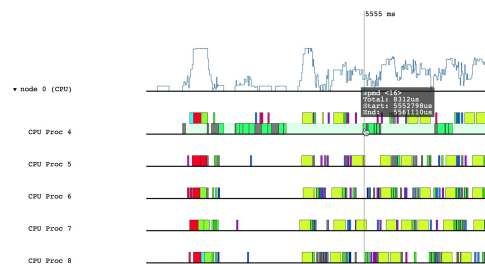 5555 ms
▾ node 0 (CPU)
spmd <16>
Total: 8312us
Start: 5552798us
End: 5561110us
CPU Proc 4
CPU Proc 5
CPU Proc 6
CPU Proc 7
CPU Proc 8